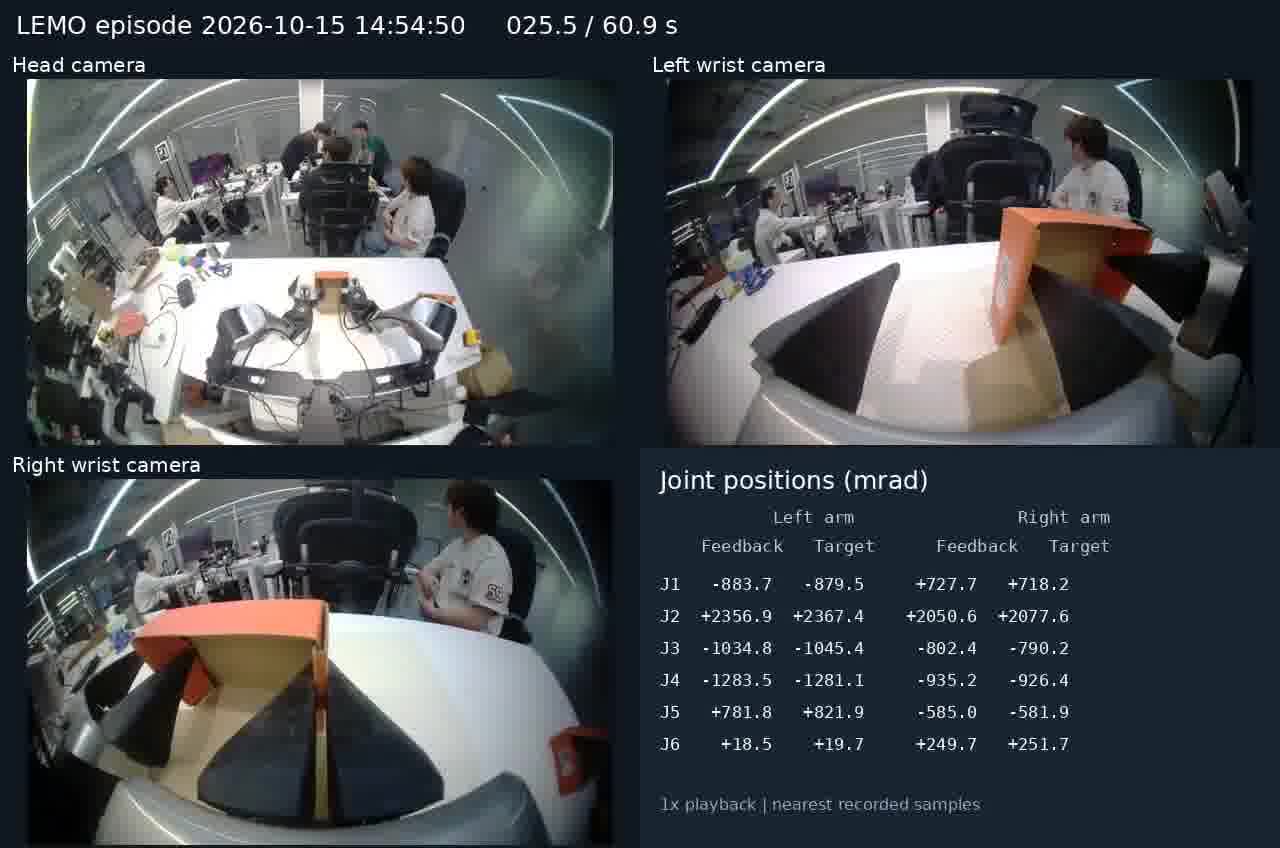 LEMO episode 2026-10-15 14:54:50 025.5 / 60.9 s
Head camera
Left wrist camera
Right wrist camera
Joint positions (mrad)
Left arm Right arm
Feedback Target Feedback Target
J1 -883.7 -879.5 +727.7 +718.2
J2 +2356.9 +2367.4 +2050.6 +2077.6
J3 -1034.8 -1045.4 -802.4 -790.2
J4 -1283.5 -1281.1 -935.2 -926.4
J5 +781.8 +821.9 -585.0 -581.9
J6 +18.5 +19.7 +249.7 +251.7
1x playback | nearest recorded samples